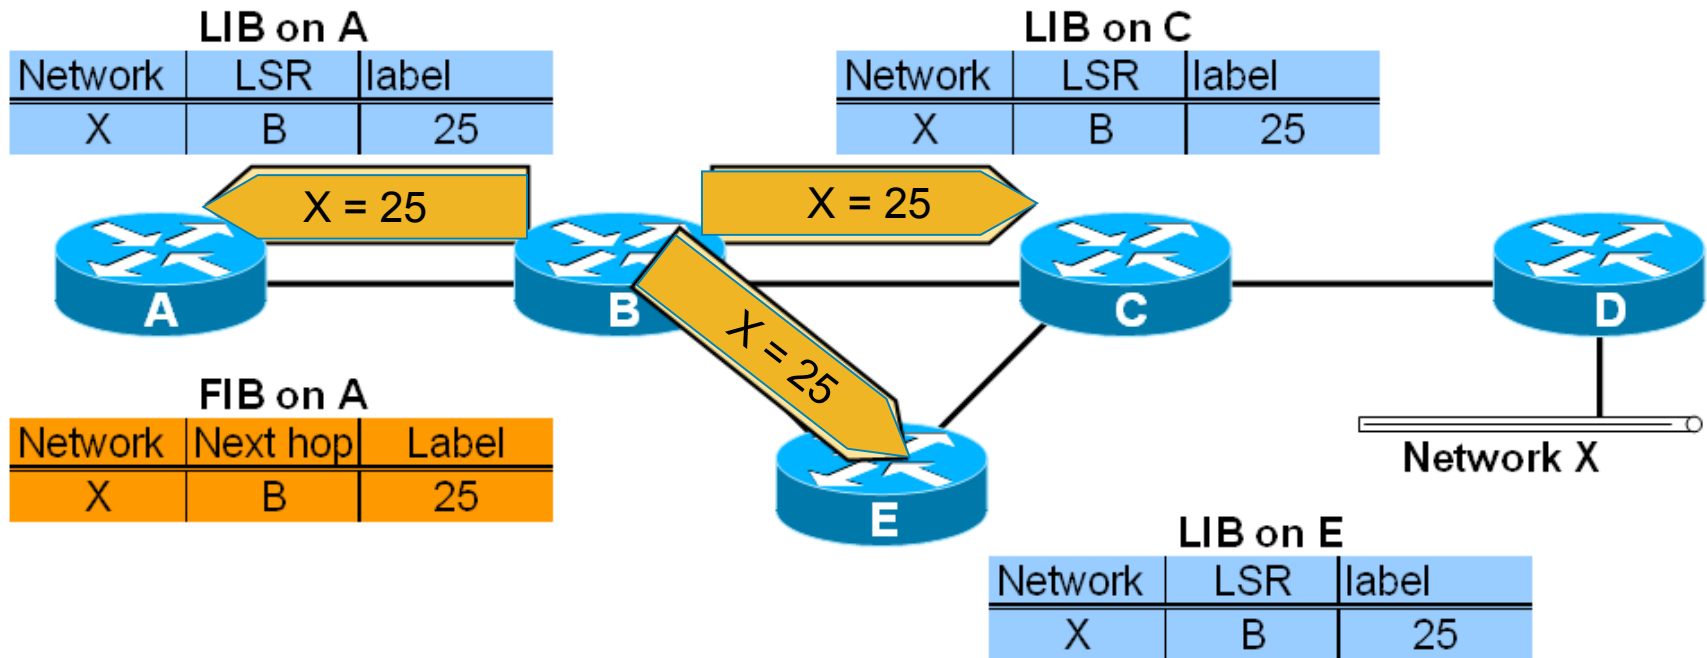 LIB on A
Network LSR label
X B 25
LIB on C
Network LSR label
X B 25
X = 25
X = 25
A
B
C
D
X = 25
FIB on A
Network Next hop Label
X B 25
Network X
E
LIB on E
Network LSR label
X B 25